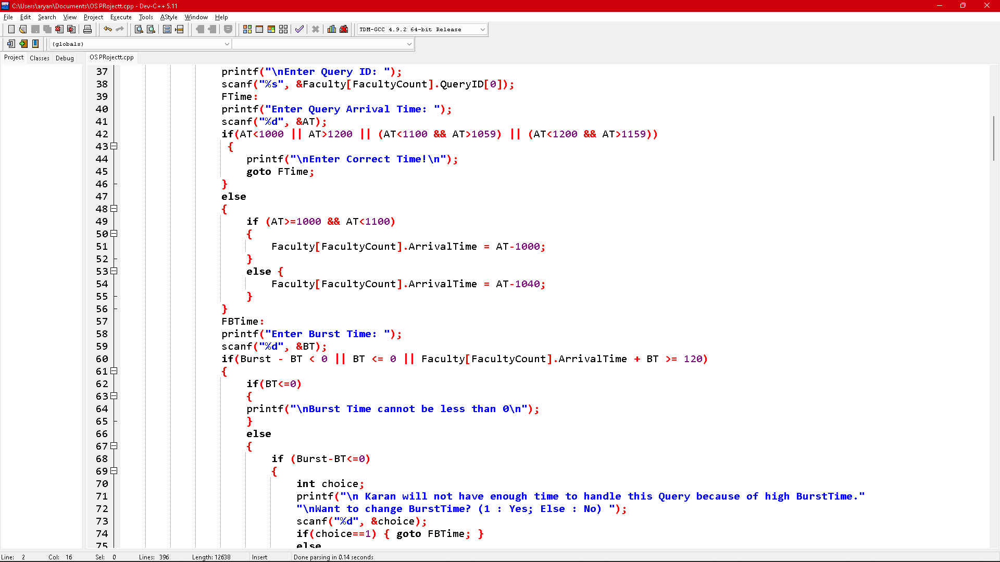 C:\Users\aryan\Documents\OS PRojectt.cpp - Dev-C++ 5.11
File Edit Search View Project Execute Tools AStyle Window Help
TDM-GCC 4.9.2 64-bit Release
(globals)
Project Classes Debug OS PRojectt.cpp
37 printf("\nEnter Query ID: ");
38 scanf("%s", &Faculty[FacultyCount].QueryID[0]);
39 FTime:
40 printf("Enter Query Arrival Time: ");
41 scanf("%d", &AT);
42 if(AT<1000 || AT>1200 || (AT<1100 && AT>1059) || (AT<1200 && AT>1159))
43 {
44 printf("\nEnter Correct Time!\n");
45 goto FTime;
46 }
47 else
48 {
49 if (AT>=1000 && AT<1100)
50 {
51 Faculty[FacultyCount].ArrivalTime = AT-1000;
52 }
53 else {
54 Faculty[FacultyCount].ArrivalTime = AT-1040;
55 }
56 }
57 FBTime:
58 printf("Enter Burst Time: ");
59 scanf("%d", &BT);
60 if(Burst - BT < 0 || BT <= 0 || Faculty[FacultyCount].ArrivalTime + BT >= 120)
61 {
62 if(BT<=0)
63 {
64 printf("\nBurst Time cannot be less than 0\n");
65 }
66 else
67 {
68 if (Burst-BT<=0)
69 {
70 int choice;
71 printf("\n Karan will not have enough time to handle this Query because of high BurstTime."
72 "\nWant to change BurstTime? (1 : Yes; Else : No) ");
73 scanf("%d", &choice);
74 if(choice==1) { goto FBTime; }
75 else
Line: 2 Col: 16 Sel: 0 Lines: 396 Length: 12638 Insert Done parsing in 0.14 seconds